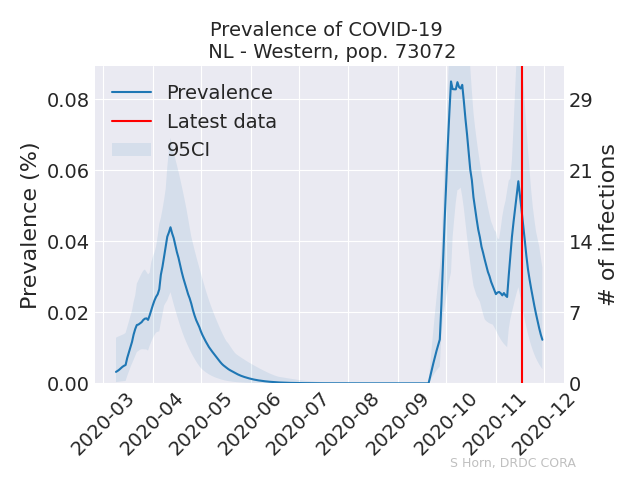 Prevalence of COVID-19
NL - Western, pop. 73072
Prevalence
Latest data
95CI
Prevalence (%)
0.08
0.06
0.04
0.02
0.00
29
21
14
7
0
# of infections
2020-03
2020-04
2020-05
2020-06
2020-07
2020-08
2020-09
2020-10
2020-11
2020-12
S Horn, DRDC CORA